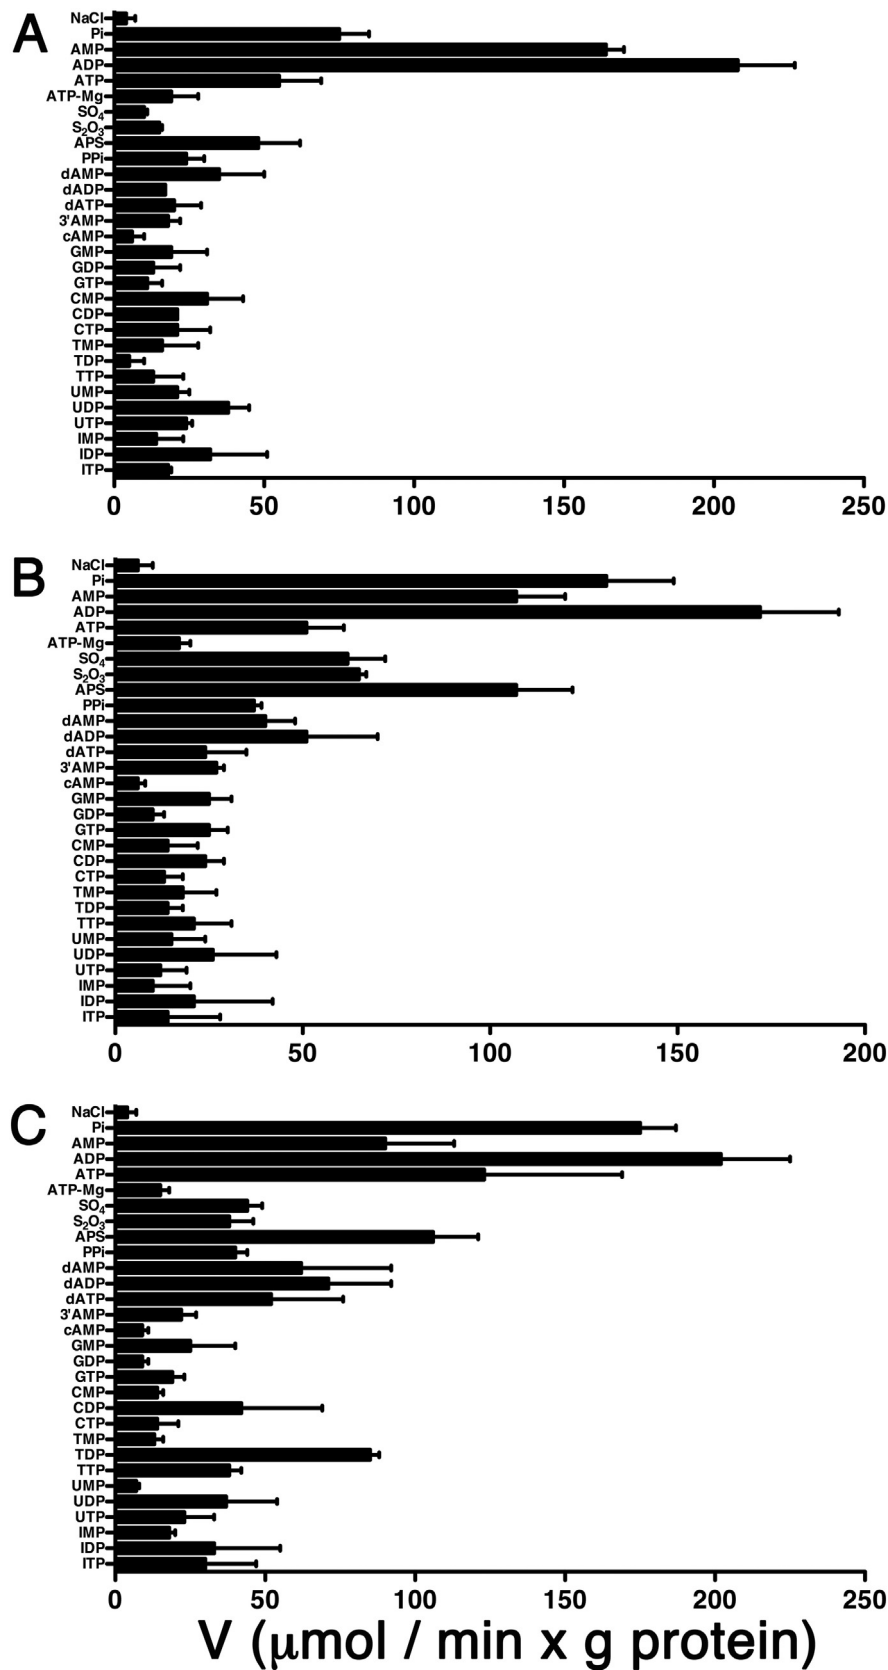 A
NaCl
Pi
AMP
ADP
ATP
ATP-Mg
SO₄
S₂O₃
APS
PPi
dAMP
dADP
dATP
3'AMP
cAMP
GMP
GDP
GTP
CMP
CDP
CTP
TMP
TDP
TTP
UMP
UDP
UTP
IMP
IDP
ITP
0 50 100 150 200 250
B
NaCl
Pi
AMP
ADP
ATP
ATP-Mg
SO₄
S₂O₃
APS
PPi
dAMP
dADP
dATP
3'AMP
cAMP
GMP
GDP
GTP
CMP
CDP
CTP
TMP
TDP
TTP
UMP
UDP
UTP
IMP
IDP
ITP
0 50 100 150 200
C
NaCl
Pi
AMP
ADP
ATP
ATP-Mg
SO₄
S₂O₃
APS
PPi
dAMP
dADP
dATP
3'AMP
cAMP
GMP
GDP
GTP
CMP
CDP
CTP
TMP
TDP
TTP
UMP
UDP
UTP
IMP
IDP
ITP
0 50 100 150 200 250
V (μmol / min x g protein)